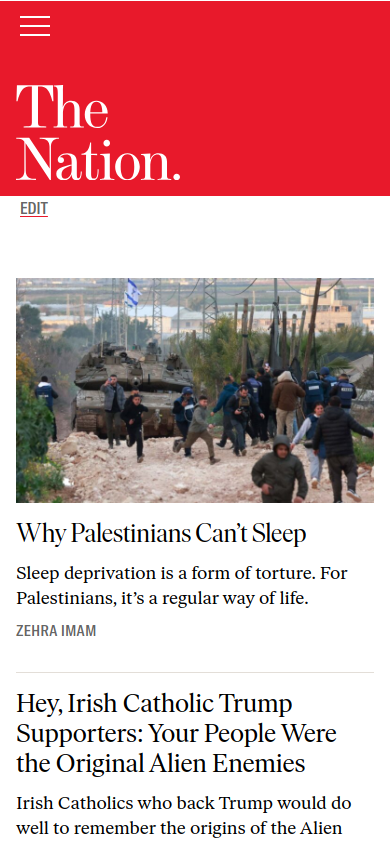 The
Nation.
EDIT
Why Palestinians Can’t Sleep
Sleep deprivation is a form of torture. For
Palestinians, it’s a regular way of life.
ZEHRA IMAM
Hey, Irish Catholic Trump
Supporters: Your People Were
the Original Alien Enemies
Irish Catholics who back Trump would do
well to remember the origins of the Alien